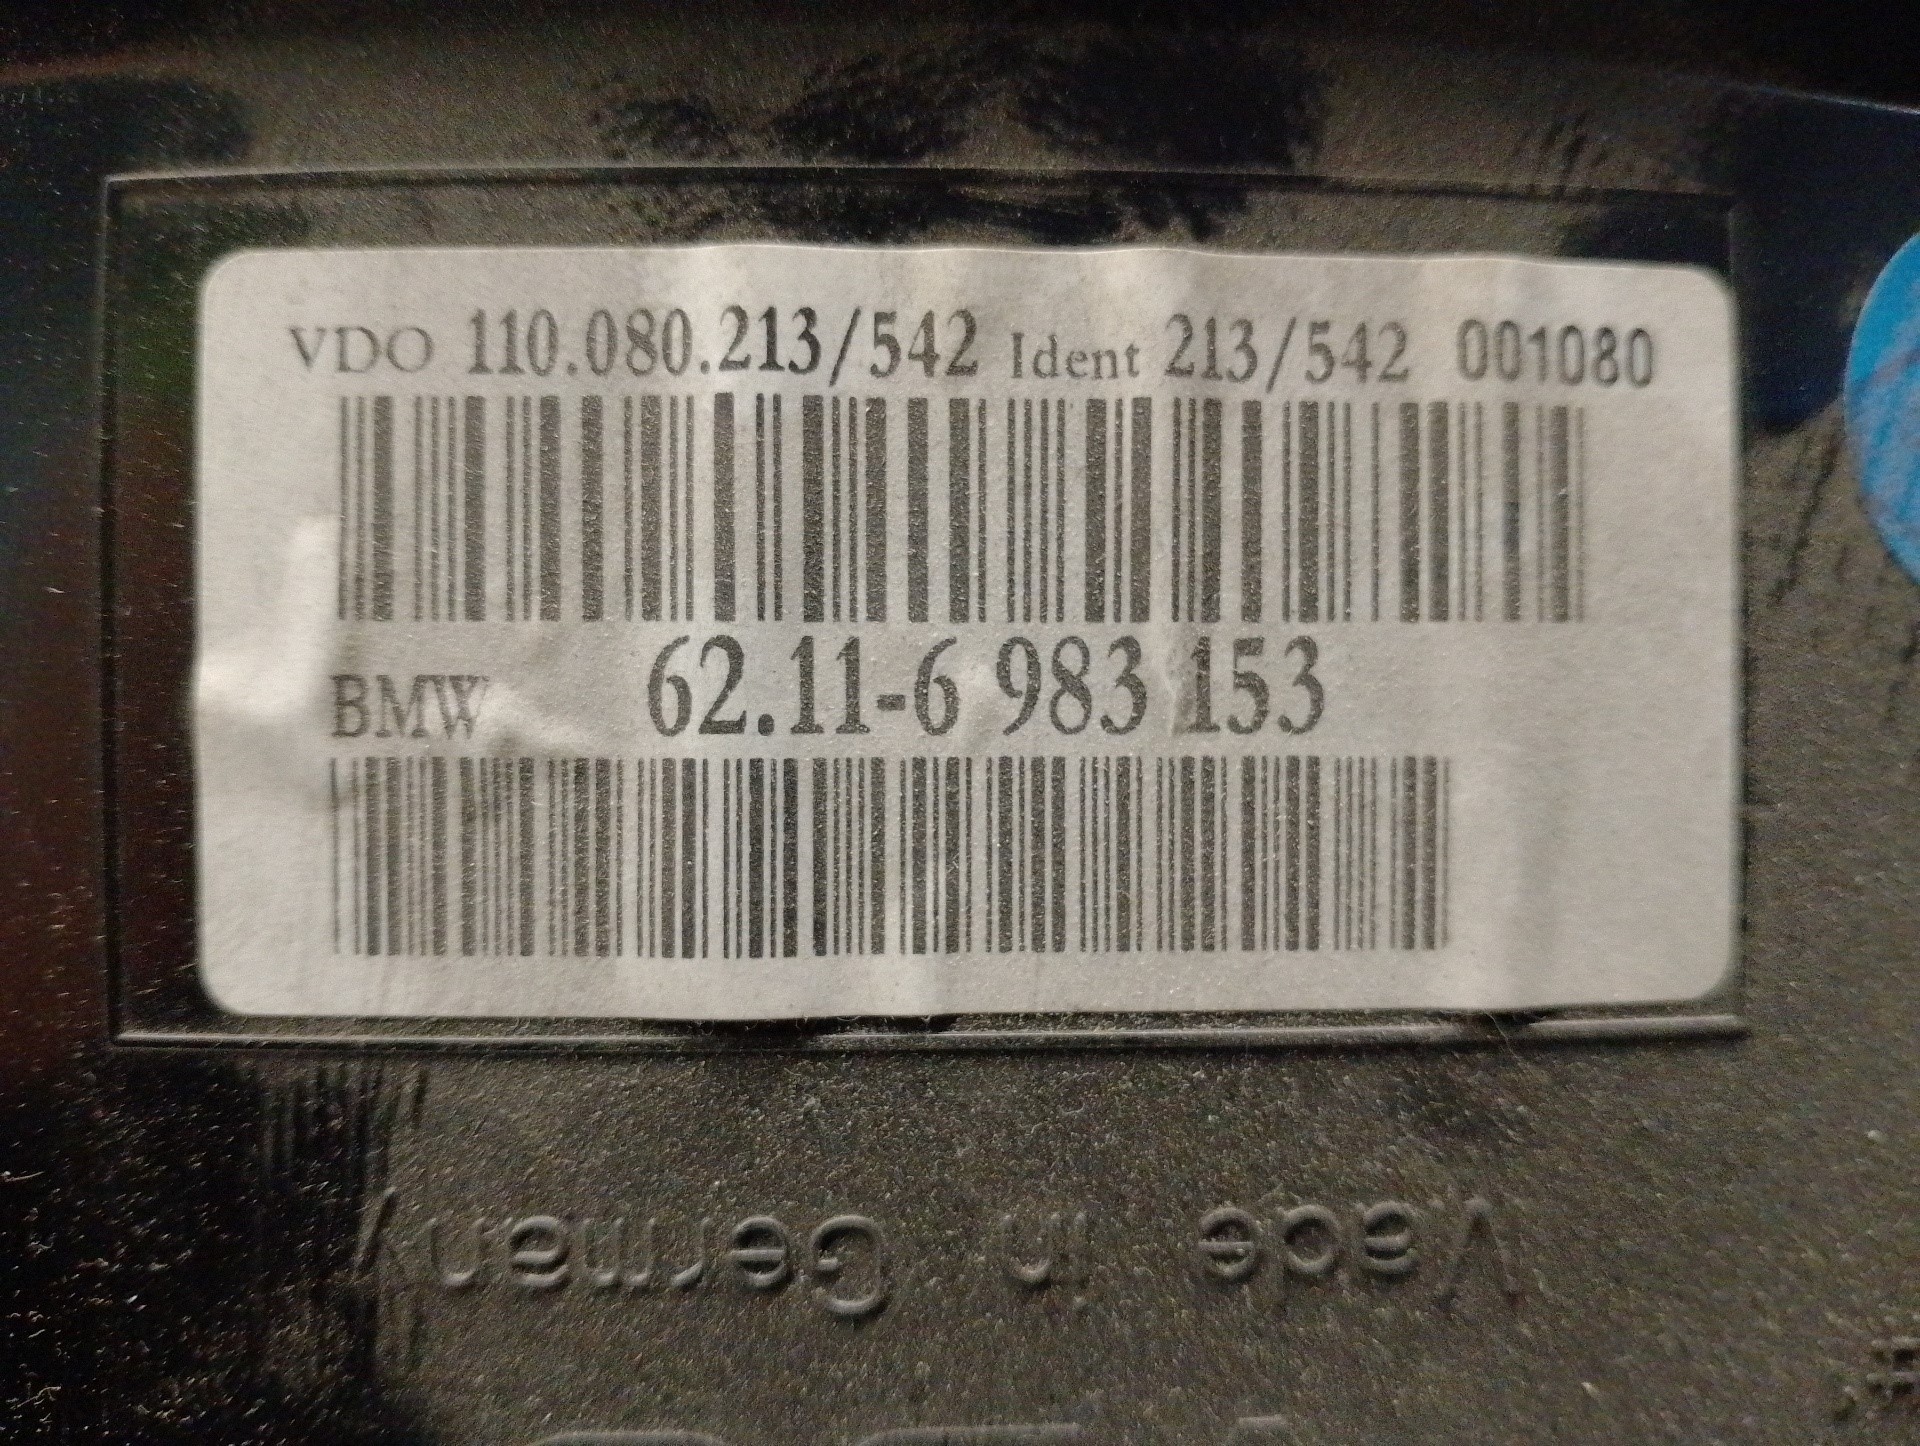 VDO 110.080.213/542 Ident 213/542 001080
BMW 62.11-6 983 153
Made in Germany